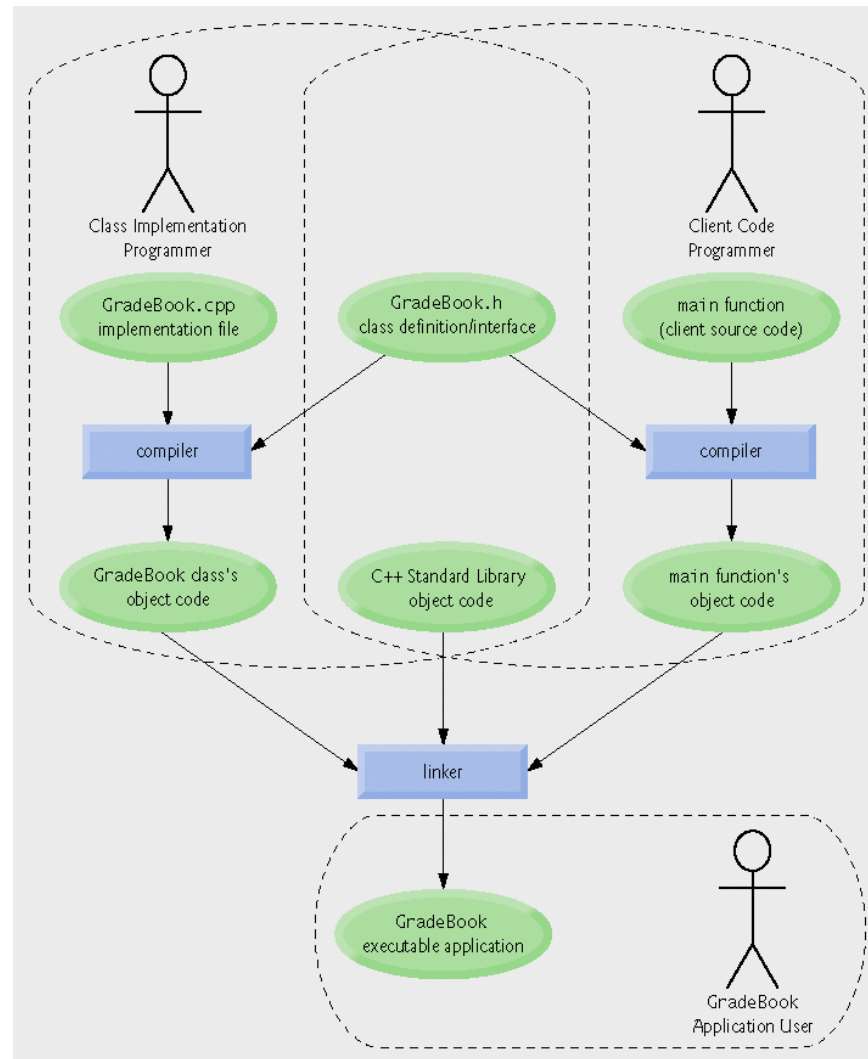 Class Implementation
Programmer
Client Code
Programmer
GradeBook.cpp
implementation file
GradeBook.h
class definition/interface
main function
(client source code)
compiler
compiler
GradeBook class's
object code
C++ Standard Library
object code
main function's
object code
linker
GradeBook
executable application
GradeBook
Application User